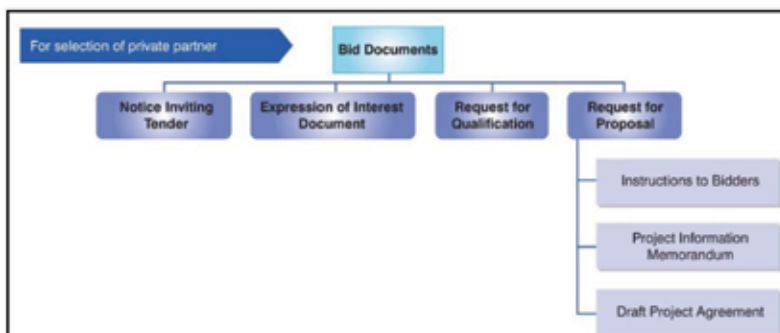 For selection of private partner
Bid Documents
Notice Inviting
Tender
Expression of Interest
Document
Request for
Qualification
Request for
Proposal
Instructions to Bidders
Project Information
Memorandum
Draft Project Agreement